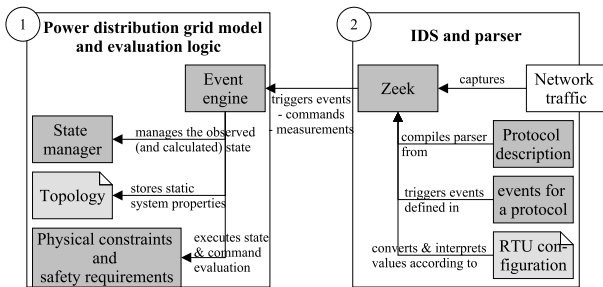 1
Power distribution grid model
and evaluation logic
Event
engine
State
manager
manages the observed
(and calculated) state
Topology
stores static
system properties
Physical constraints
and
safety requirements
executes state
& command
evaluation
triggers events
- commands
- measurements
2
IDS and parser
Zeek
captures
Network
traffic
compiles parser
from
Protocol
description
triggers events
defined in
events for
a protocol
converts & interprets
values according to
RTU con-
figuration